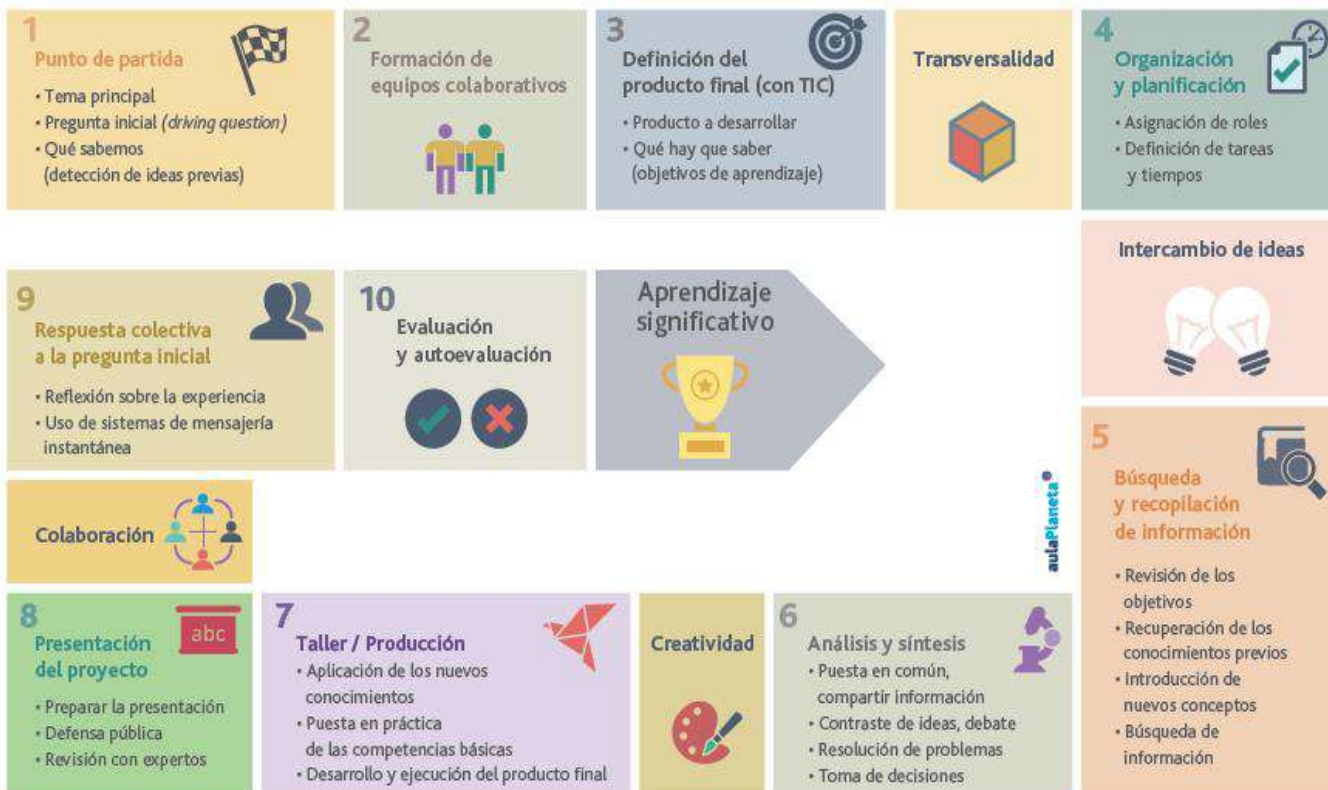 1
Punto de partida
• Tema principal
• Pregunta inicial (driving question)
• Qué sabemos
(detección de ideas previas)
2
Formación de
equipos colaborativos
3
Definición del
producto final (con TIC)
• Producto a desarrollar
• Qué hay que saber
(objetivos de aprendizaje)
Transversalidad
4
Organización
y planificación
• Asignación de roles
• Definición de tareas
y tiempos
Intercambio de ideas
5
Búsqueda
y recopilación
de información
• Revisión de los
objetivos
• Recuperación de los
conocimientos previos
• Introducción de
nuevos conceptos
• Búsqueda de
información
6
Análisis y síntesis
• Puesta en común,
compartir información
• Contraste de ideas, debate
• Resolución de problemas
• Toma de decisiones
Creatividad
7
Taller / Producción
• Aplicación de los nuevos
conocimientos
• Puesta en práctica
de las competencias básicas
• Desarrollo y ejecución del producto final
8
abc
Presentación
del proyecto
• Preparar la presentación
• Defensa pública
• Revisión con expertos
Colaboración
9
Respuesta colectiva
a la pregunta inicial
• Reflexión sobre la experiencia
• Uso de sistemas de mensajería
instantánea
10
Evaluación
y autoevaluación
Aprendizaje
significativo
aulaPlaneta